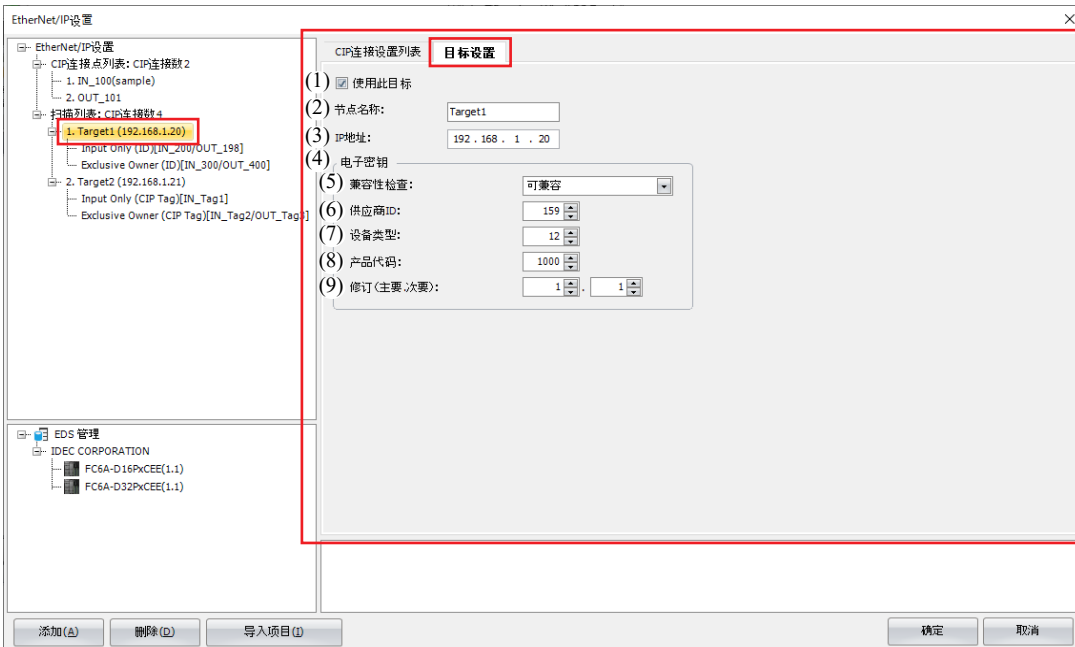 EtherNet/IP设置
EtherNet/IP设置
CIP连接点列表: CIP连接数2
1. IN_100(sample)
2. OUT_101
扫描列表: CIP连接数4
1. Target1 (192.168.1.20)
Input Only (ID)[IN_200/OUT_198]
Exclusive Owner (ID)[IN_300/OUT_400]
2. Target2 (192.168.1.21)
Input Only (CIP Tag)[IN_Tag1]
Exclusive Owner (CIP Tag)[IN_Tag2/OUT_Tag3]
EDS 管理
IDEC CORPORATION
FC6A-D16PxCEE(1.1)
FC6A-D32PxCEE(1.1)
CIP连接设置列表 目标设置
(1) 使用此目标
(2) 节点名称: Target1
(3) IP地址: 192 . 168 . 1 . 20
(4) 电子密钥
(5) 兼容性检查: 可兼容
(6) 供应商ID: 159
(7) 设备类型: 12
(8) 产品代码: 1000
(9) 修订(主要.次要): 1 . 1
添加(A) 删除(D) 导入项目(I) 确定 取消